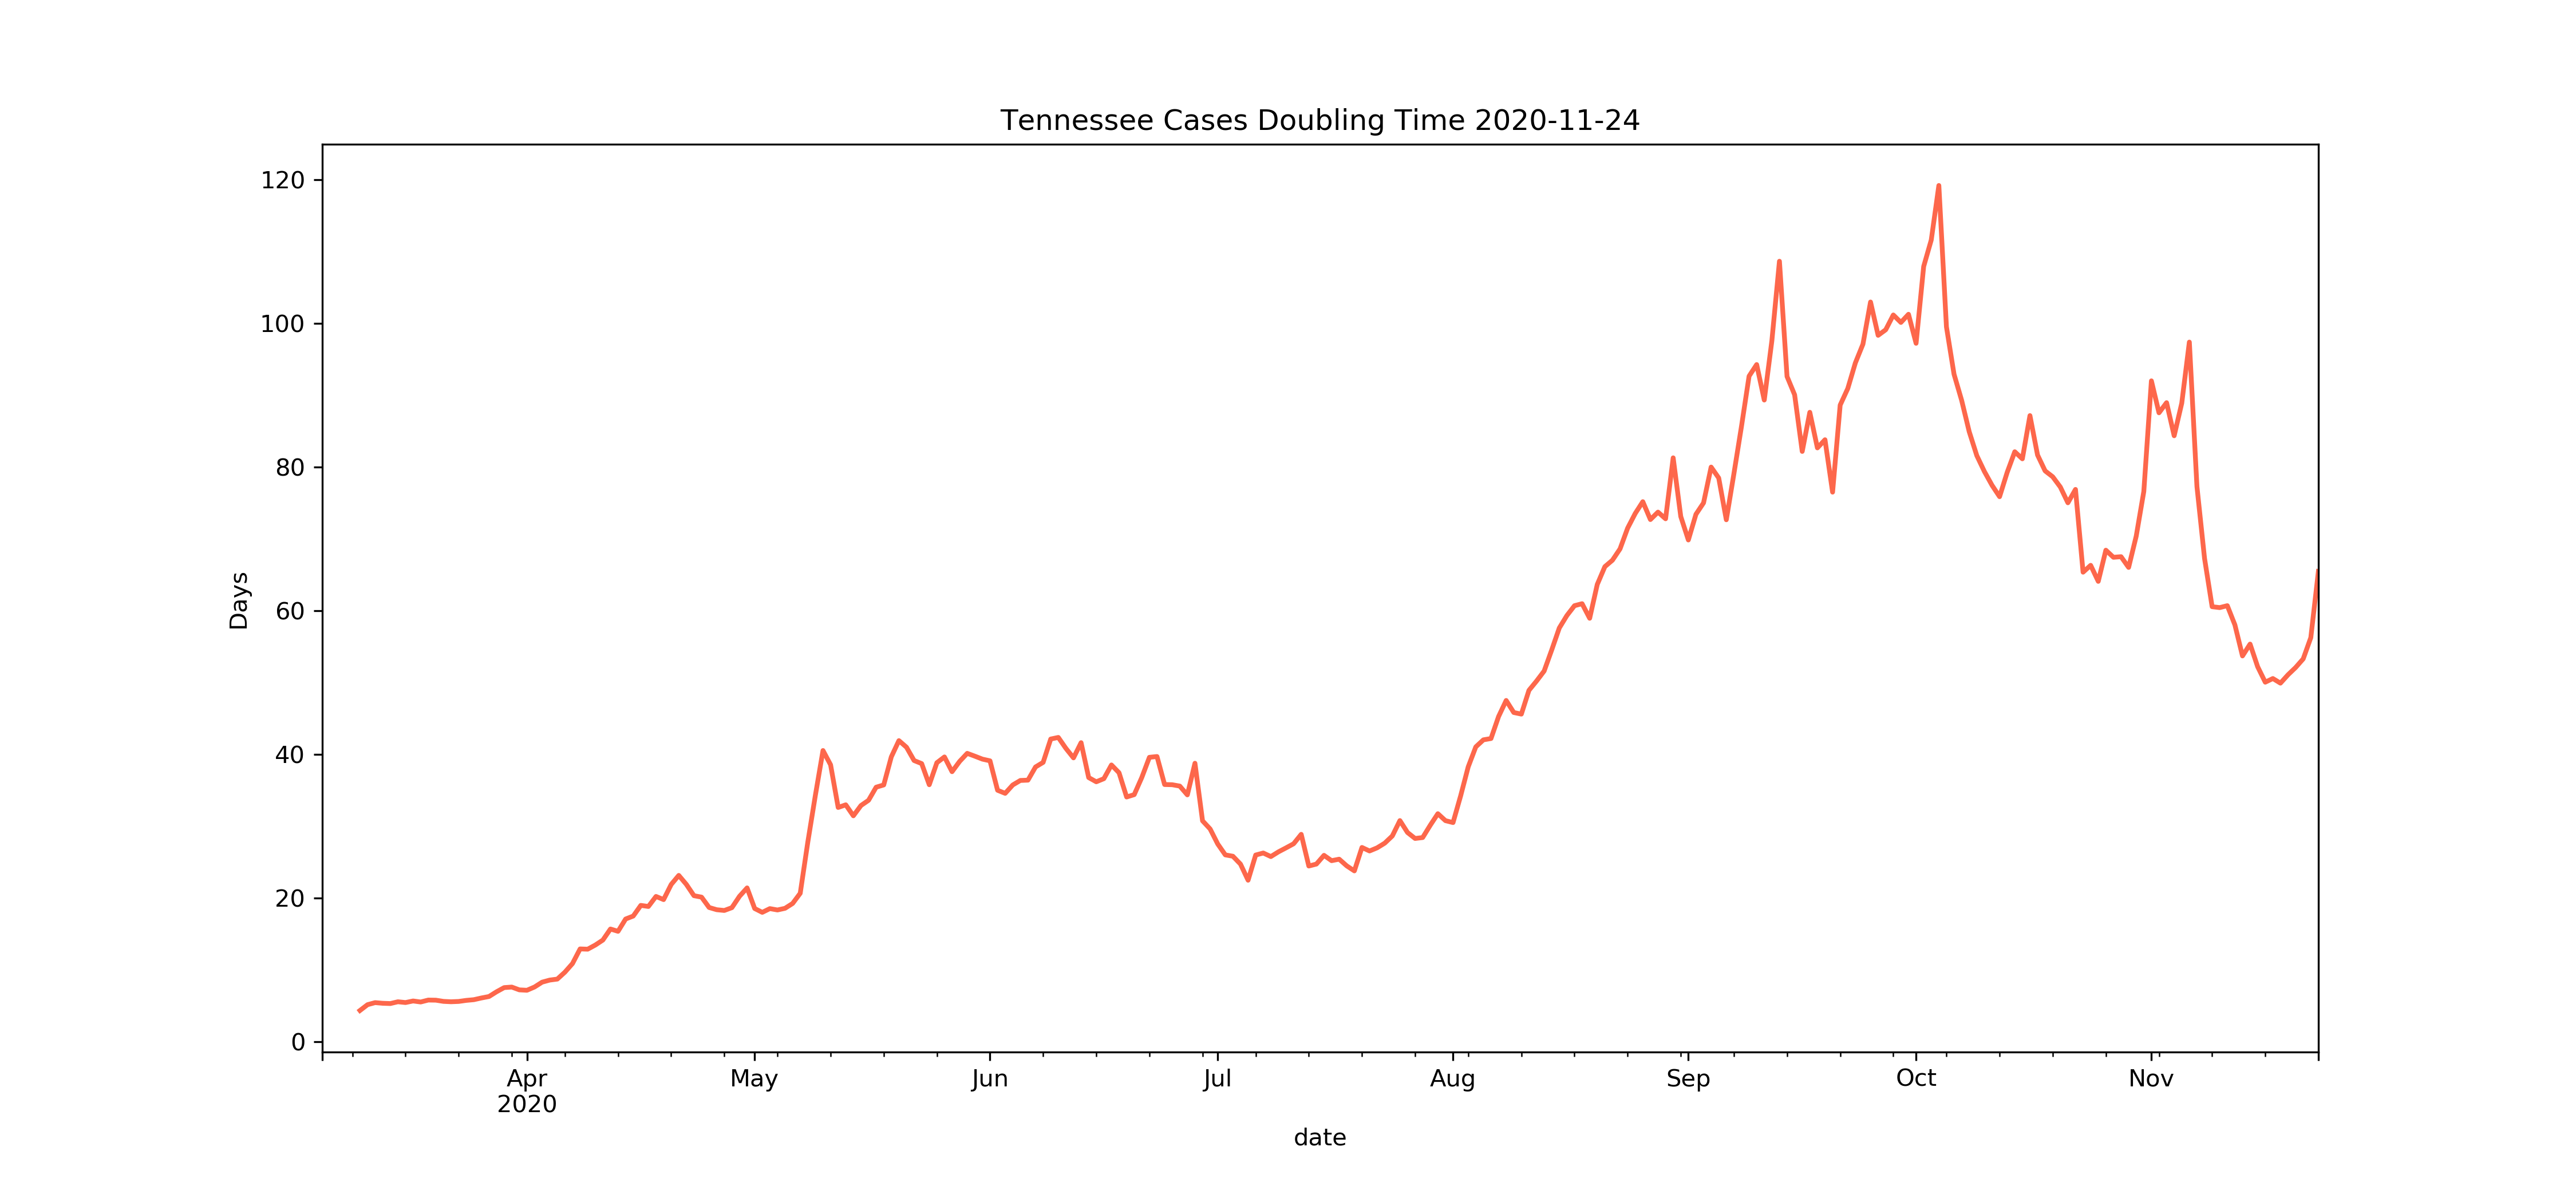 Tennessee Cases Doubling Time 2020-11-24
120
100
80
60
40
20
0
Days
Apr May Jun Jul Aug Sep Oct Nov
2020
date